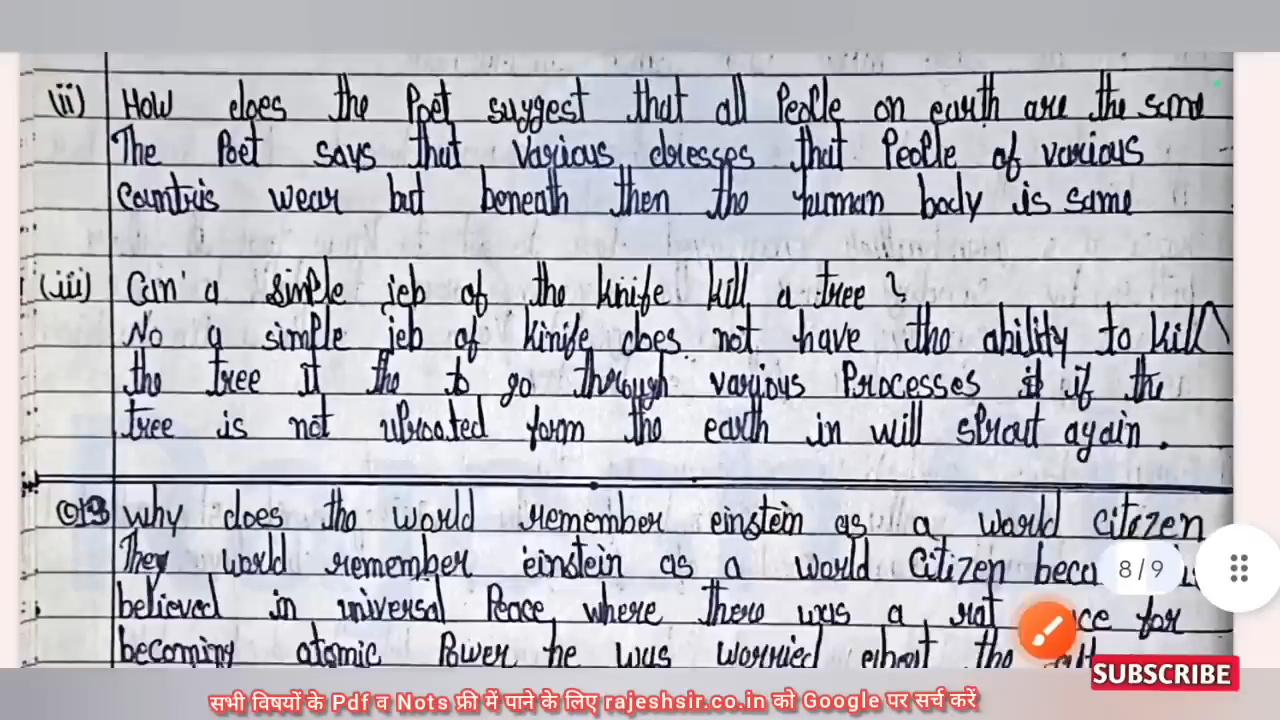 (ii) How does the Poet suggest that all People on earth are the same
The Poet says that various dresses that People of various
countris wear but beneath then the human body is same
(iii) Can a simple jeb of the knife kill a tree ?
No a simple jeb of kinife does not have the ability to kill
the tree it the to go through various Processes if the
tree is not uprooted form the earth in will sprout again.
Q13 Why does the world remember einstein as a world citizen
They world remember einstein as a world citizen beca
8/9
believed in universal Peace where there was a rat ce for
becoming atomic Power he was worried about the
SUBSCRIBE
सभी विषयों के Pdf व Nots फ्री में पाने के लिए rajeshsir.co.in को Google पर सर्च करें